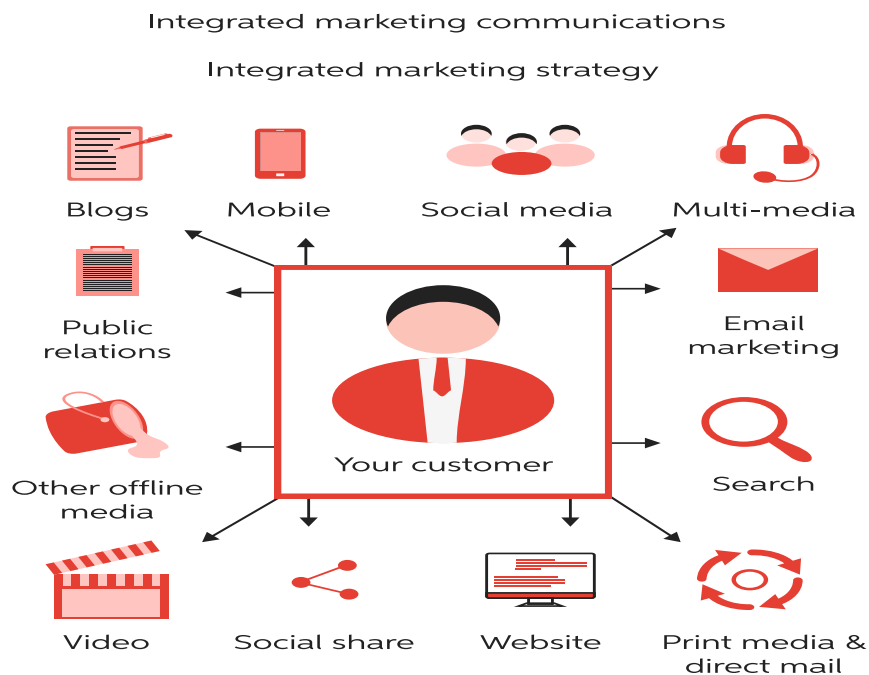 Integrated marketing communications
Integrated marketing strategy
Blogs
Mobile
Social media
Multi-media
Public
relations
Email
marketing
Your customer
Other offline
media
Search
Video
Social share
Website
Print media &
direct mail